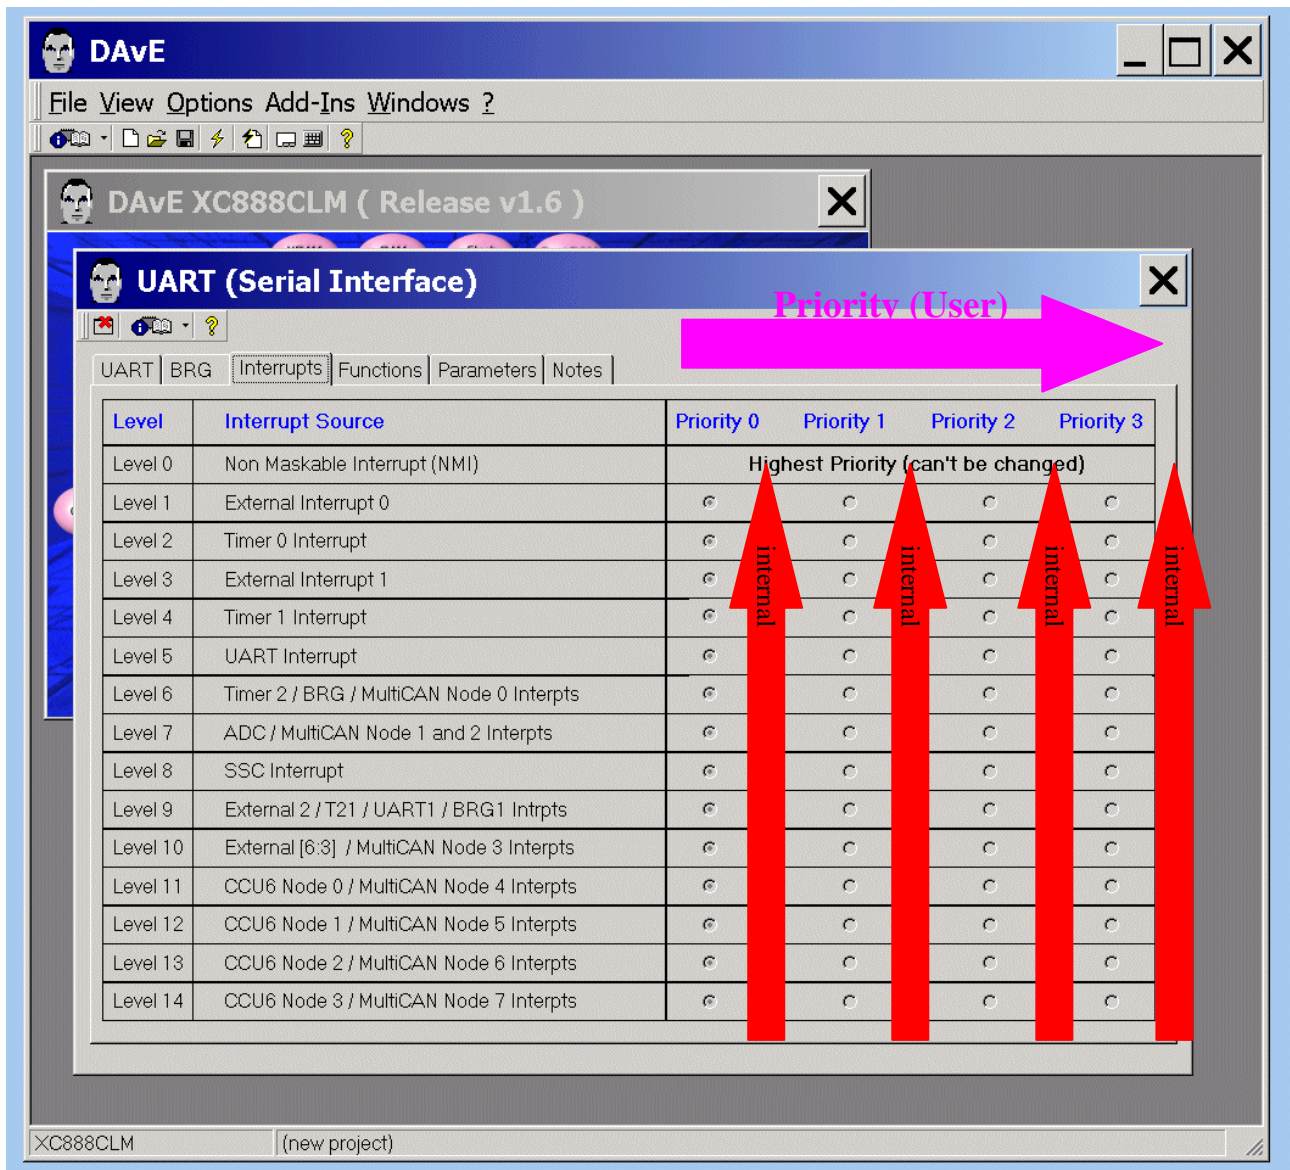 DAvE
File View Options Add-Ins Windows ?
DAvE XC888CLM ( Release v1.6 )
UART (Serial Interface)
Priority (User)
UART BRG Interrupts Functions Parameters Notes
Level Interrupt Source Priority 0 Priority 1 Priority 2 Priority 3
Level 0 Non Maskable Interrupt (NMI) Highest Priority (can't be changed)
Level 1 External Interrupt 0
Level 2 Timer 0 Interrupt
Level 3 External Interrupt 1
Level 4 Timer 1 Interrupt
Level 5 UART Interrupt
Level 6 Timer 2 / BRG / MultiCAN Node 0 Interpts
Level 7 ADC / MultiCAN Node 1 and 2 Interpts
Level 8 SSC Interrupt
Level 9 External 2 / T21 / UART1 / BRG1 Intrpts
Level 10 External [6:3] / MultiCAN Node 3 Interpts
Level 11 CCU6 Node 0 / MultiCAN Node 4 Interpts
Level 12 CCU6 Node 1 / MultiCAN Node 5 Interpts
Level 13 CCU6 Node 2 / MultiCAN Node 6 Interpts
Level 14 CCU6 Node 3 / MultiCAN Node 7 Interpts
internal
internal
internal
internal
XC888CLM (new project)